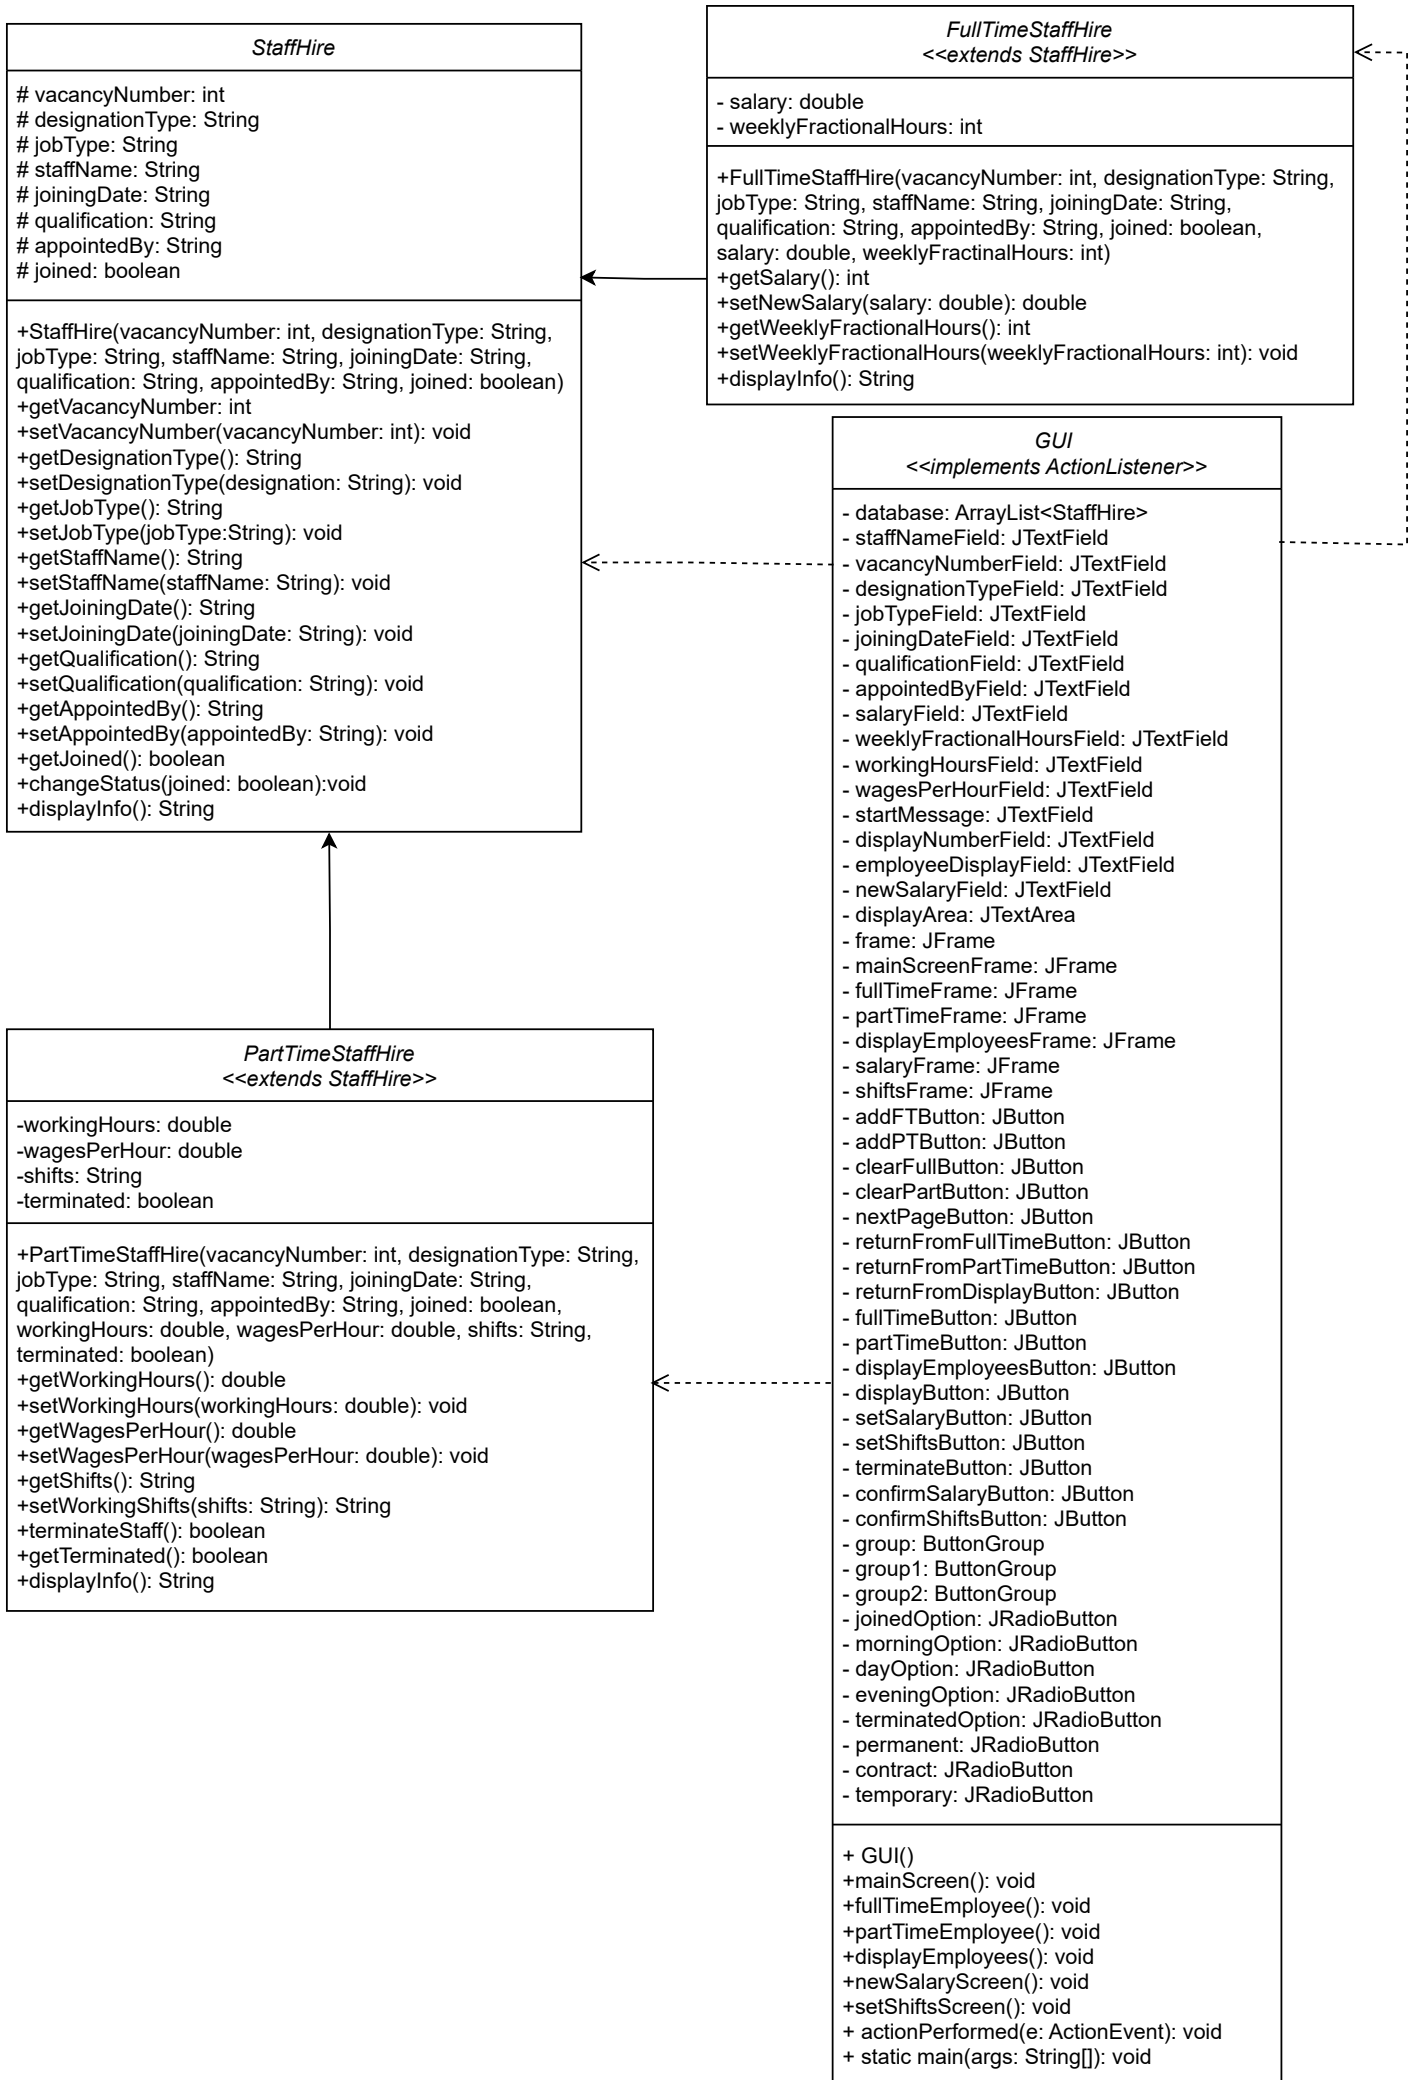 StaffHire
# vacancyNumber: int
# designationType: String
# jobType: String
# staffName: String
# joiningDate: String
# qualification: String
# appointedBy: String
# joined: boolean
+StaffHire(vacancyNumber: int, designationType: String,
jobType: String, staffName: String, joiningDate: String,
qualification: String, appointedBy: String, joined: boolean)
+getVacancyNumber: int
+setVacancyNumber(vacancyNumber: int): void
+getDesignationType(): String
+setDesignationType(designation: String): void
+getJobType(): String
+setJobType(jobType:String): void
+getStaffName(): String
+setStaffName(staffName: String): void
+getJoiningDate(): String
+setJoiningDate(joiningDate: String): void
+getQualification(): String
+setQualification(qualification: String): void
+getAppointedBy(): String
+setAppointedBy(appointedBy: String): void
+getJoined(): boolean
+changeStatus(joined: boolean):void
+displayInfo(): String
FullTimeStaffHire
<<extends StaffHire>>
- salary: double
- weeklyFractionalHours: int
+FullTimeStaffHire(vacancyNumber: int, designationType: String,
jobType: String, staffName: String, joiningDate: String,
qualification: String, appointedBy: String, joined: boolean,
salary: double, weeklyFractinalHours: int)
+getSalary(): int
+setNewSalary(salary: double): double
+getWeeklyFractionalHours(): int
+setWeeklyFractionalHours(weeklyFractionalHours: int): void
+displayInfo(): String
PartTimeStaffHire
<<extends StaffHire>>
-workingHours: double
-wagesPerHour: double
-shifts: String
-terminated: boolean
+PartTimeStaffHire(vacancyNumber: int, designationType: String,
jobType: String, staffName: String, joiningDate: String,
qualification: String, appointedBy: String, joined: boolean,
workingHours: double, wagesPerHour: double, shifts: String,
terminated: boolean)
+getWorkingHours(): double
+setWorkingHours(workingHours: double): void
+getWagesPerHour(): double
+setWagesPerHour(wagesPerHour: double): void
+getShifts(): String
+setWorkingShifts(shifts: String): String
+terminateStaff(): boolean
+getTerminated(): boolean
+displayInfo(): String
GUI
<<implements ActionListener>>
- database: ArrayList<StaffHire>
- staffNameField: JTextField
- vacancyNumberField: JTextField
- designationTypeField: JTextField
- jobTypeField: JTextField
- joiningDateField: JTextField
- qualificationField: JTextField
- appointedByField: JTextField
- salaryField: JTextField
- weeklyFractionalHoursField: JTextField
- workingHoursField: JTextField
- wagesPerHourField: JTextField
- startMessage: JTextField
- displayNumberField: JTextField
- employeeDisplayField: JTextField
- newSalaryField: JTextField
- displayArea: JTextArea
- frame: JFrame
- mainScreenFrame: JFrame
- fullTimeFrame: JFrame
- partTimeFrame: JFrame
- displayEmployeesFrame: JFrame
- salaryFrame: JFrame
- shiftsFrame: JFrame
- addFTButton: JButton
- addPTButton: JButton
- clearFullButton: JButton
- clearPartButton: JButton
- nextPageButton: JButton
- returnFromFullTimeButton: JButton
- returnFromPartTimeButton: JButton
- returnFromDisplayButton: JButton
- fullTimeButton: JButton
- partTimeButton: JButton
- displayEmployeesButton: JButton
- displayButton: JButton
- setSalaryButton: JButton
- setShiftsButton: JButton
- terminateButton: JButton
- confirmSalaryButton: JButton
- confirmShiftsButton: JButton
- group: ButtonGroup
- group1: ButtonGroup
- group2: ButtonGroup
- joinedOption: JRadioButton
- morningOption: JRadioButton
- dayOption: JRadioButton
- eveningOption: JRadioButton
- terminatedOption: JRadioButton
- permanent: JRadioButton
- contract: JRadioButton
- temporary: JRadioButton
+ GUI()
+mainScreen(): void
+fullTimeEmployee(): void
+partTimeEmployee(): void
+displayEmployees(): void
+newSalaryScreen(): void
+setShiftsScreen(): void
+ actionPerformed(e: ActionEvent): void
+ static main(args: String[]): void